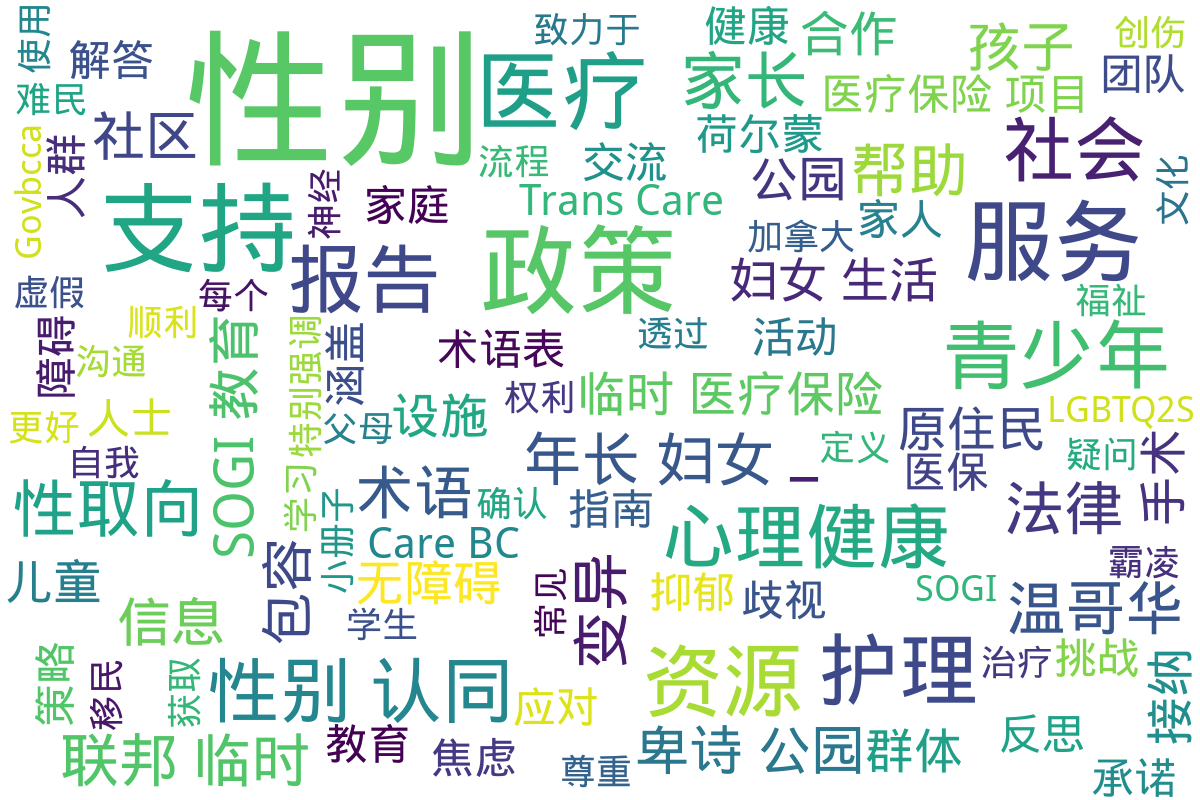 使用
解答
性别
致力于
健康
合作
孩子
创伤
医疗
家长
团队
难民
医疗保险 项目
社区
荷尔蒙
社会
Govbcca
人群
流程
交流
公园
帮助
文化
支持
神经
家庭
Trans Care
加拿大
家人
服务
报告
政策
妇女 生活
虚假
每个
福祉
顺利
障碍
沟通
SOGI 教育
特别强调
涵盖
术语表
透过
活动
青少年
更好
人士
父母
设施
权利
临时 医疗保险
原住民
LGBTQ2S
自我
学习
年长 妇女 _
定义
医保
疑问
手术
性取向
小册子
术语
确认
指南
心理健康
法律
Care BC
儿童
包容
无障碍
常见
变异
抑郁
歧视
SOGI
霸凌
温哥华
信息
学生
策略
移民
获取
性别 认同
应对
资源
护理
治疗
挑战
接纳
联邦 临时
教育
焦虑
尊重
卑诗 公园
群体
反思
承诺